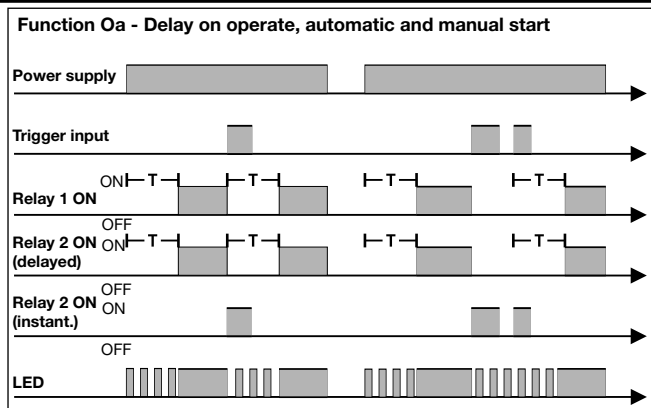 Function Oa - Delay on operate, automatic and manual start
Power supply
Trigger input
ON T T T T
Relay 1 ON
OFF
Relay 2 ON ON T T T T
(delayed)
OFF
Relay 2 ON ON
(instant.)
OFF
LED